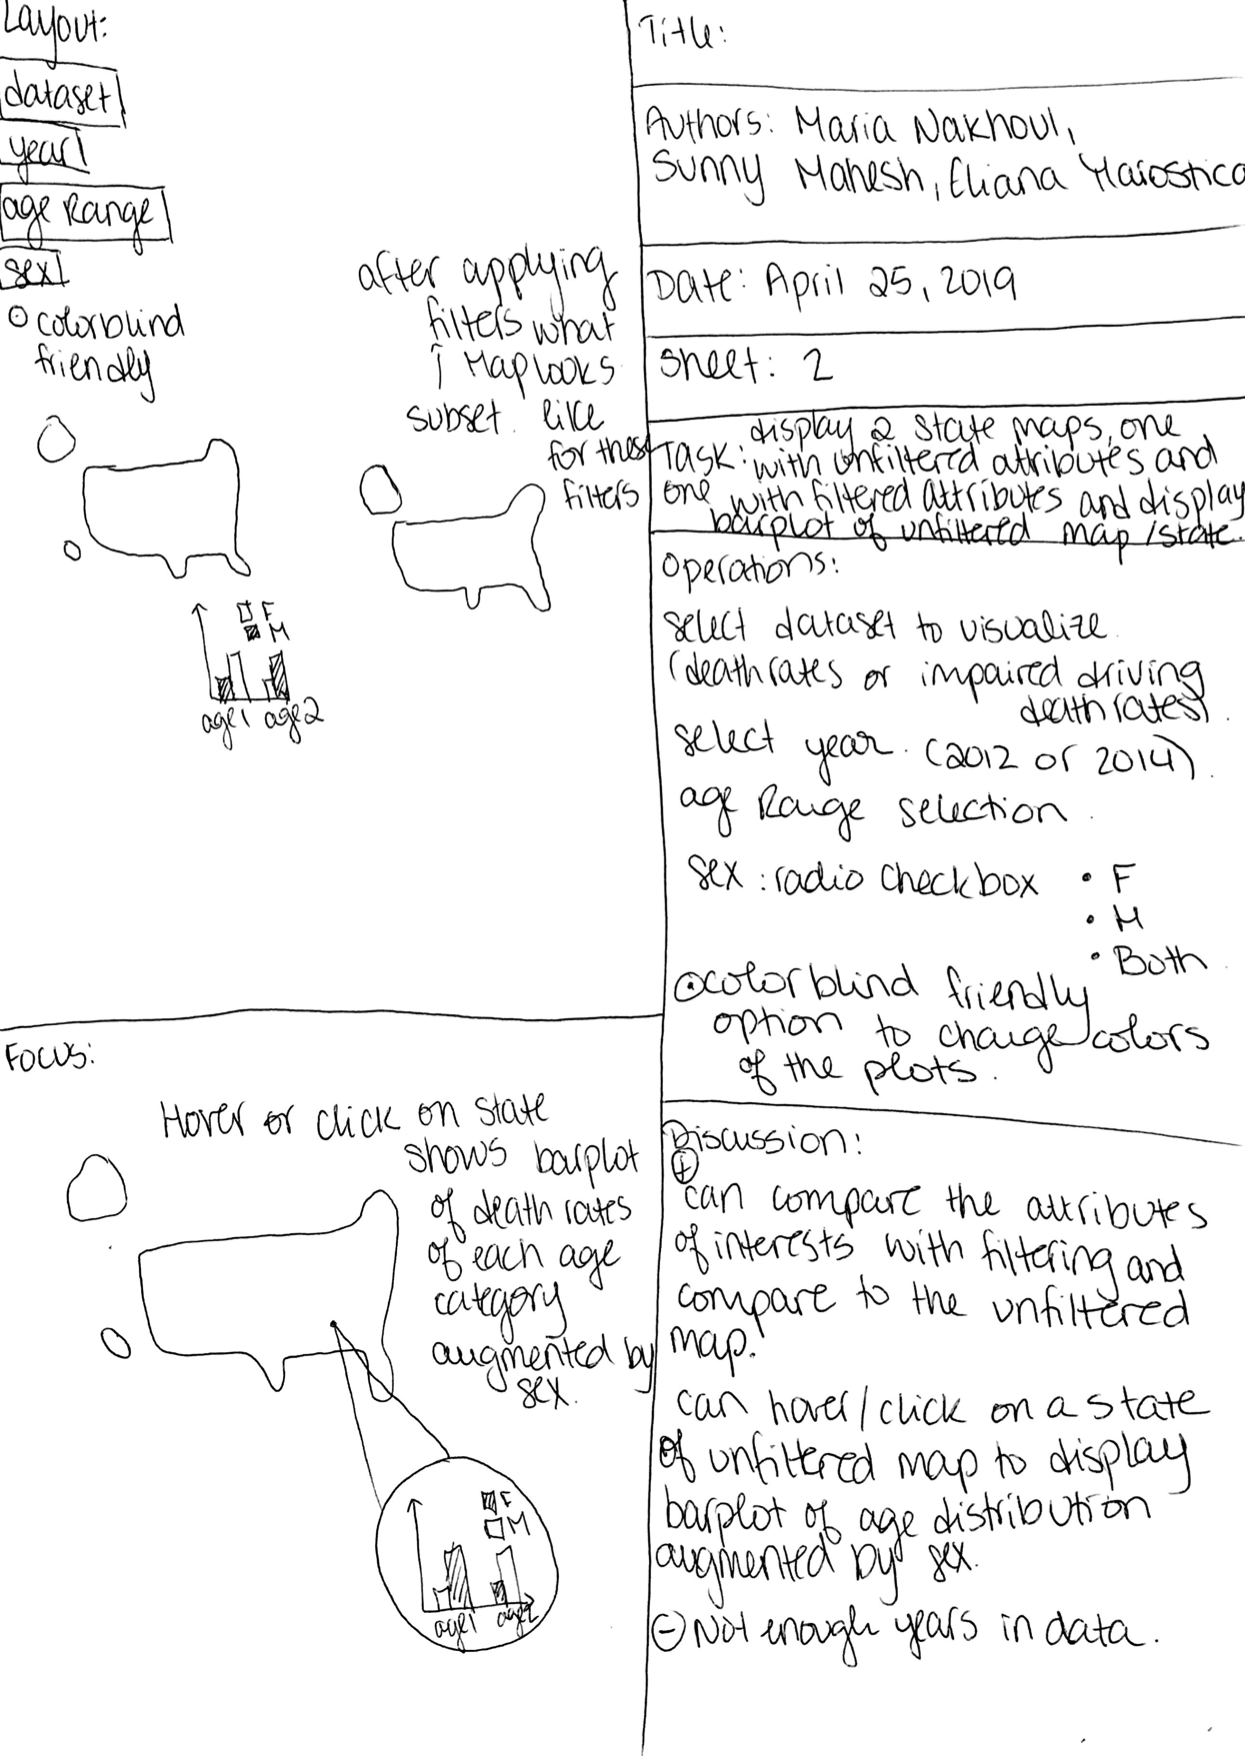 Layout:
dataset
year
age Range
sex
colorblind
friendly
after applying
filters what
↑ Map looks
subset. like
for these
filters
F
M
age1 age2
Focus:
Hover or click on state
shows barplot
of death rates
of each age
category
augmented by
sex.
F
M
age1 age2
Title:
Authors: Maria Nakhoul,
Sunny Mahesh, Eliana
Date: April 25, 2019
Sheet: 2
display 2 state maps, one
Task: with unfiltered attributes and
one with filtered attributes and display
barplot of unfiltered map/state.
Operations:
select dataset to visualize
(death rates or impaired driving
death rates).
select year. (2012 or 2014).
age Range selection.
sex: radio checkbox • F
• M
• Both
colorblind friendly
option to change colors
of the plots.
Discussion:
+
can compare the attributes
of interests with filtering and
compare to the unfiltered
map.
can hover/click on a state
of unfiltered map to display
barplot of age distribution
augmented by sex.
- Not enough years in data.